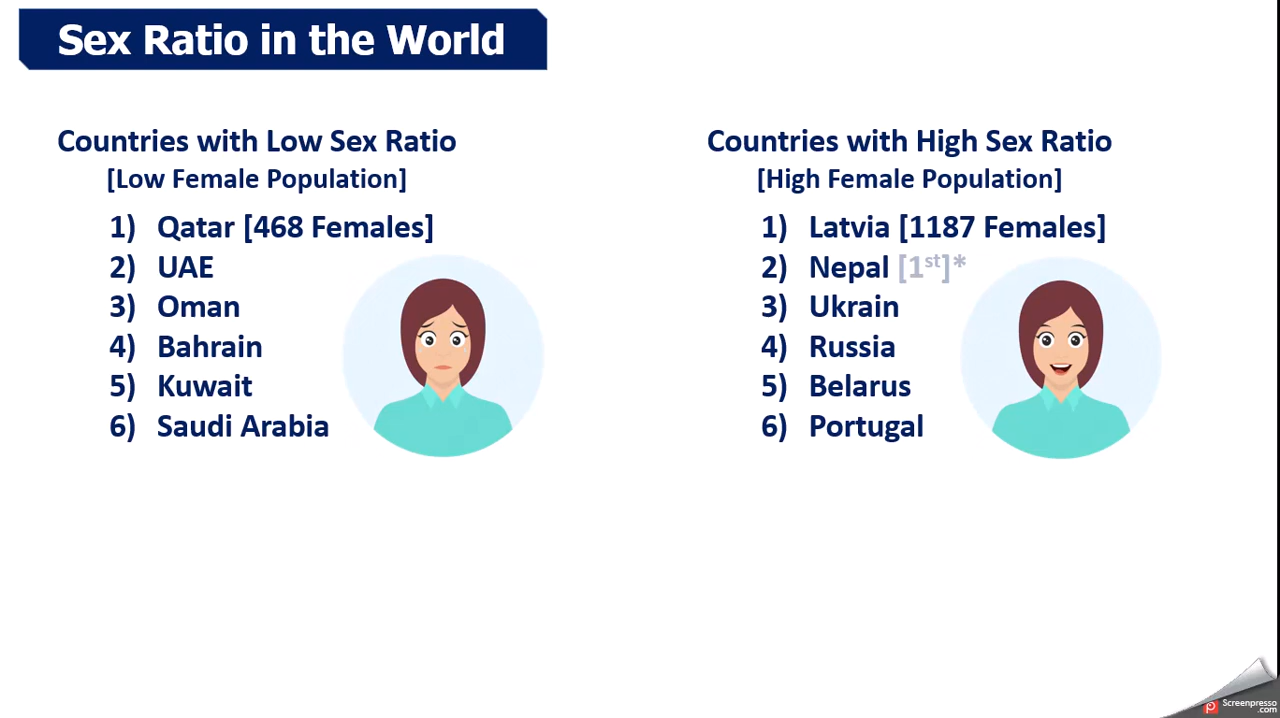 Sex Ratio in the World
Countries with Low Sex Ratio
[Low Female Population]
1) Qatar [468 Females]
2) UAE
3) Oman
4) Bahrain
5) Kuwait
6) Saudi Arabia
Countries with High Sex Ratio
[High Female Population]
1) Latvia [1187 Females]
2) Nepal [1st]*
3) Ukrain
4) Russia
5) Belarus
6) Portugal
Screenpresso
.com